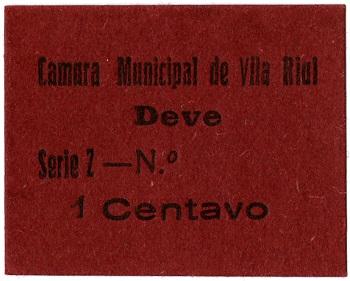 Camara Municipal de Vila Rial
Deve
Serie Z — N.º
1 Centavo